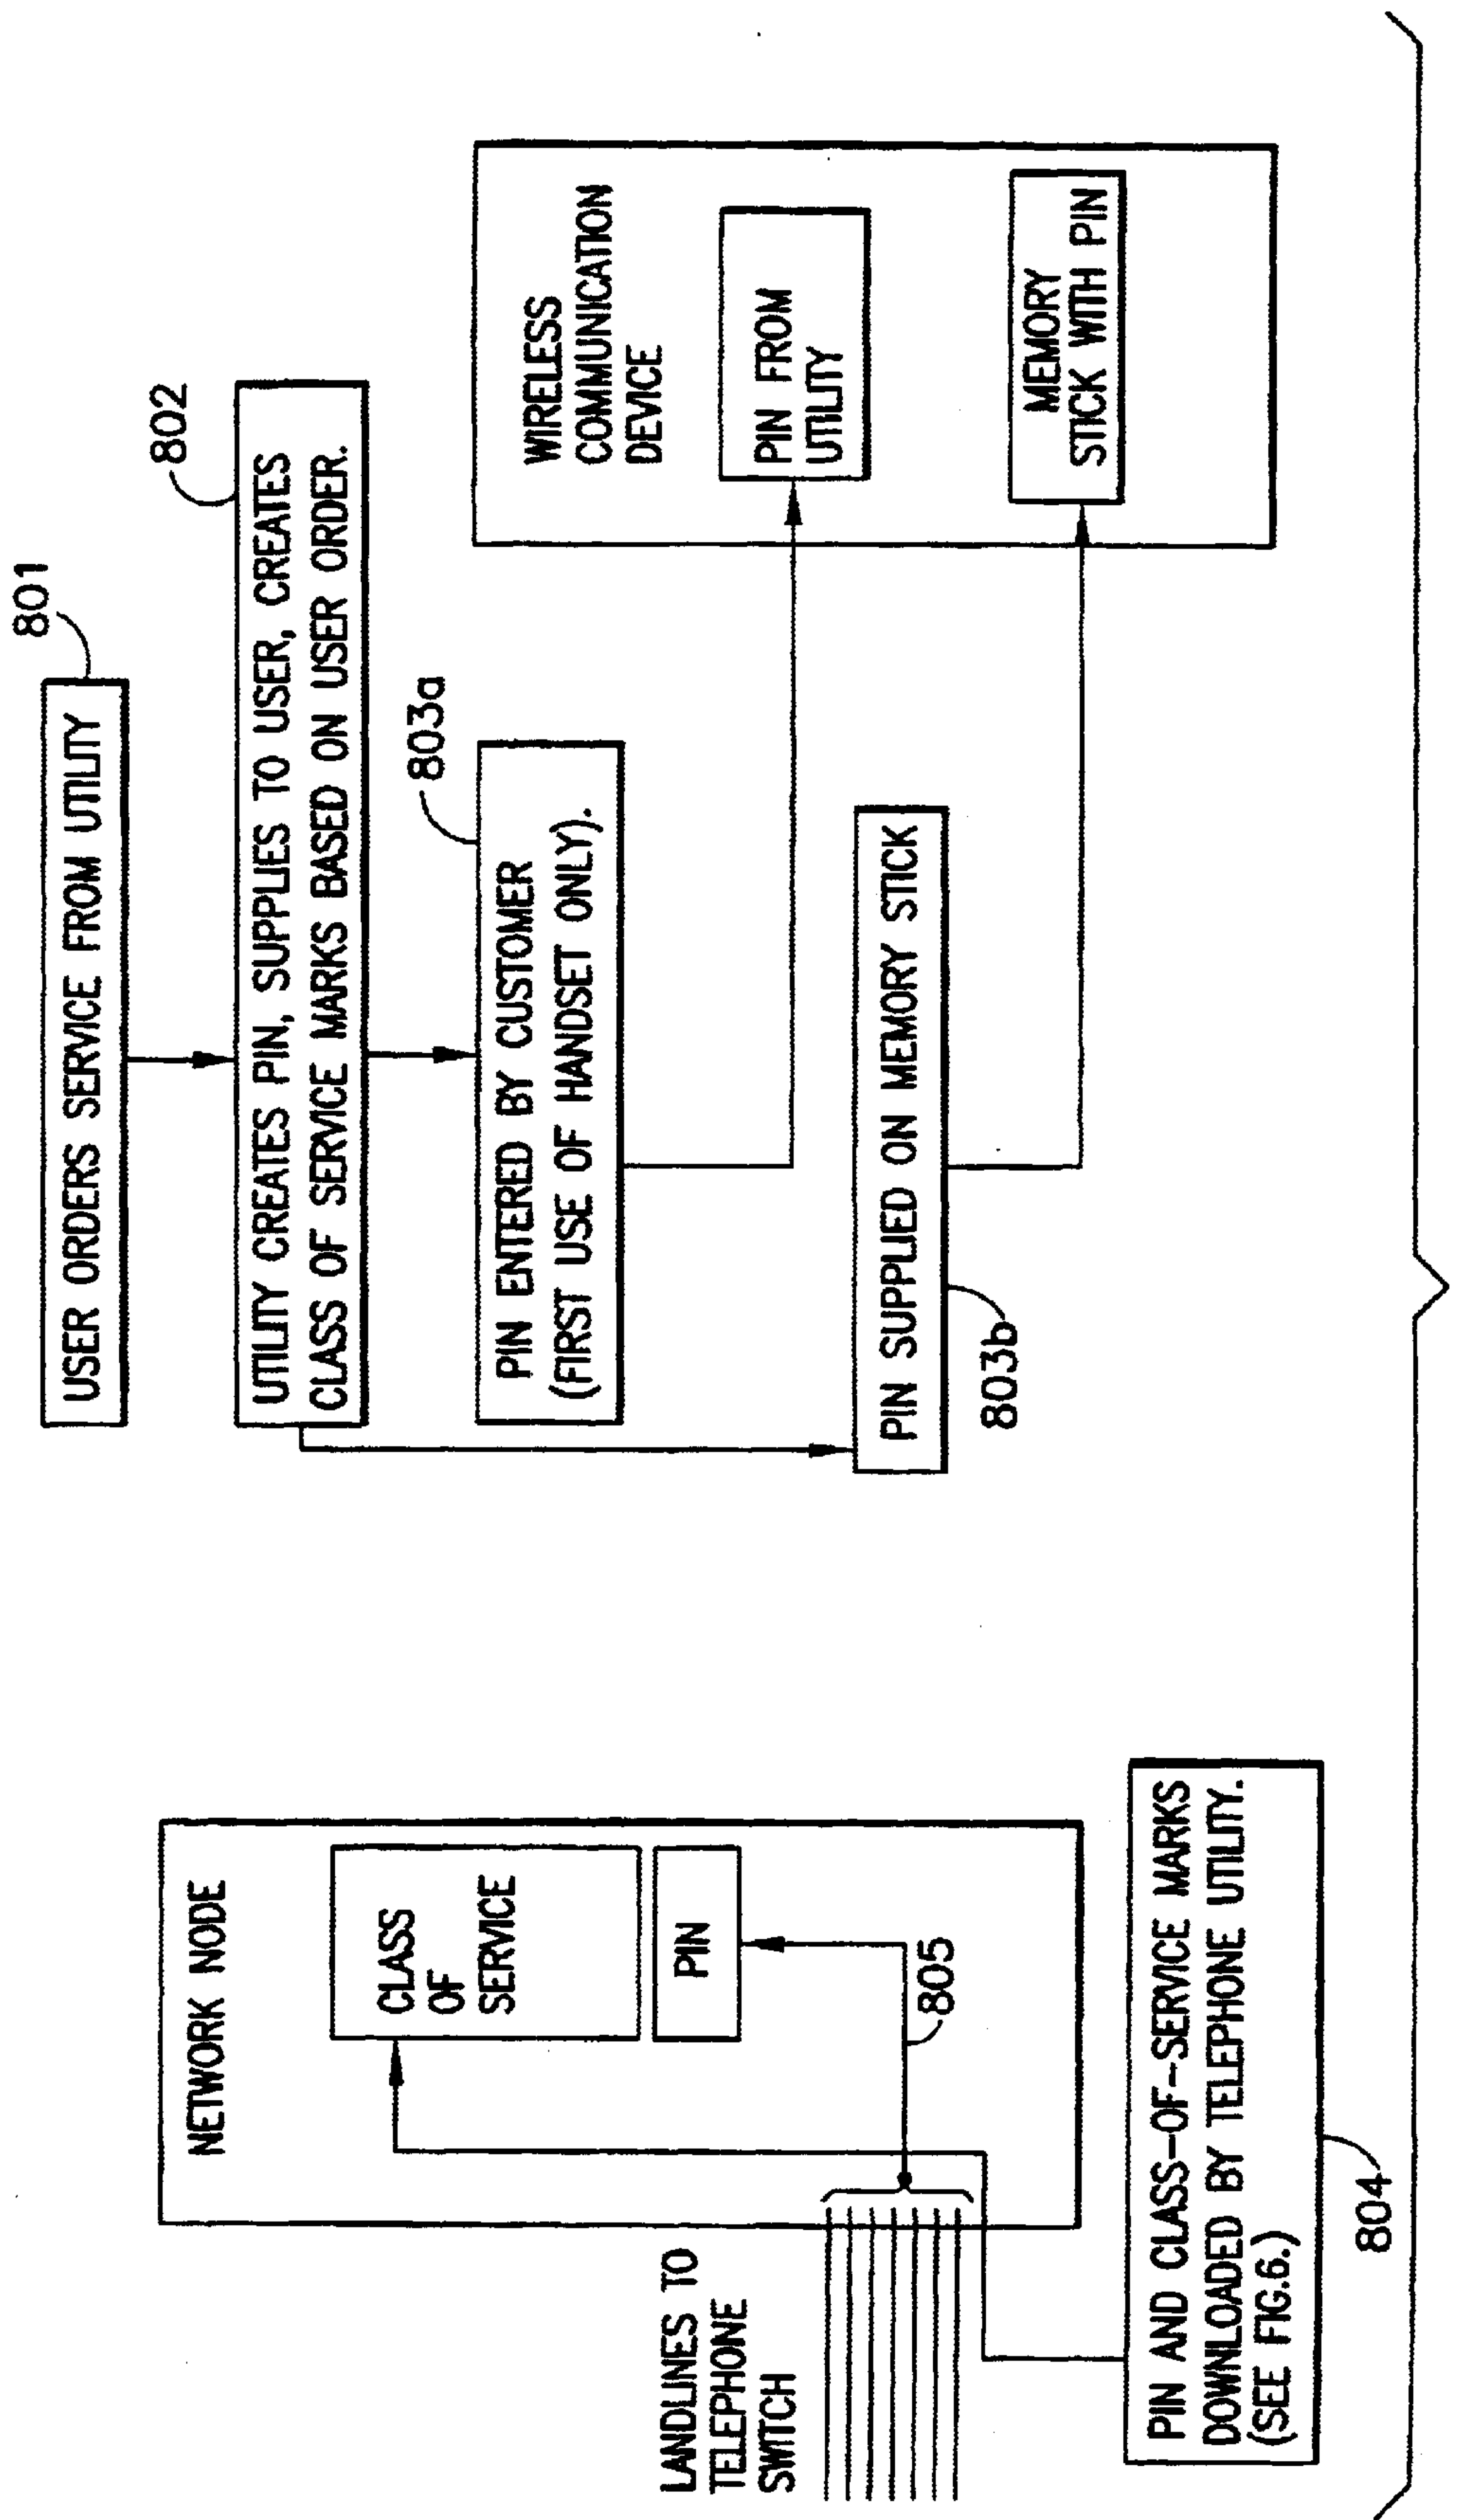 801
USER ORDERS SERVICE FROM UTILITY
802
UTILITY CREATES PIN, SUPPLIES TO USER, CREATES
CLASS OF SERVICE MARKS BASED ON USER ORDER.
803a
PIN ENTERED BY CUSTOMER
(FIRST USE OF HANDSET ONLY).
PIN SUPPLIED ON MEMORY STICK
803b
WIRELESS
COMMUNICATION
DEVICE
PIN FROM
UTILITY
MEMORY
STICK WITH PIN
NETWORK NODE
CLASS
OF
SERVICE
PIN
805
LANDLINES TO
TELEPHONE
SWITCH
PIN AND CLASS-OF-SERVICE MARKS
DOWNLOADED BY TELEPHONE UTILITY.
(SEE FIG.6.)
804